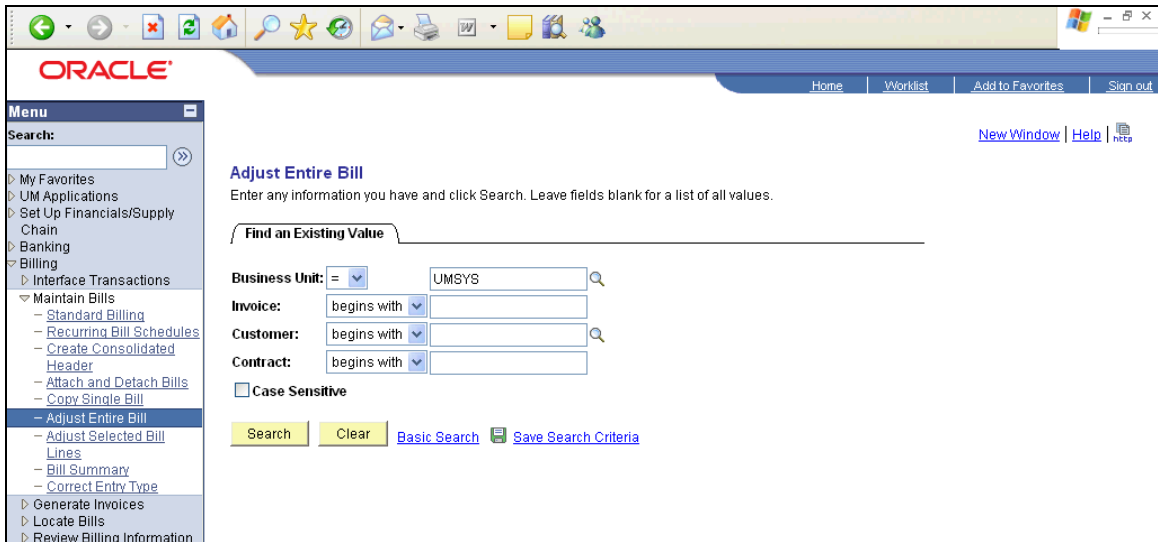 ORACLE
Home Worklist Add to Favorites Sign out
Menu
Search:
New Window | Help | http
My Favorites
UM Applications
Set Up Financials/Supply
Chain
Banking
Billing
Interface Transactions
Maintain Bills
– Standard Billing
– Recurring Bill Schedules
– Create Consolidated
Header
– Attach and Detach Bills
– Copy Single Bill
– Adjust Entire Bill
– Adjust Selected Bill
Lines
– Bill Summary
– Correct Entry Type
Generate Invoices
Locate Bills
Review Billing Information
Adjust Entire Bill
Enter any information you have and click Search. Leave fields blank for a list of all values.
Find an Existing Value
Business Unit: = UMSYS
Invoice: begins with
Customer: begins with
Contract: begins with
Case Sensitive
Search Clear Basic Search Save Search Criteria